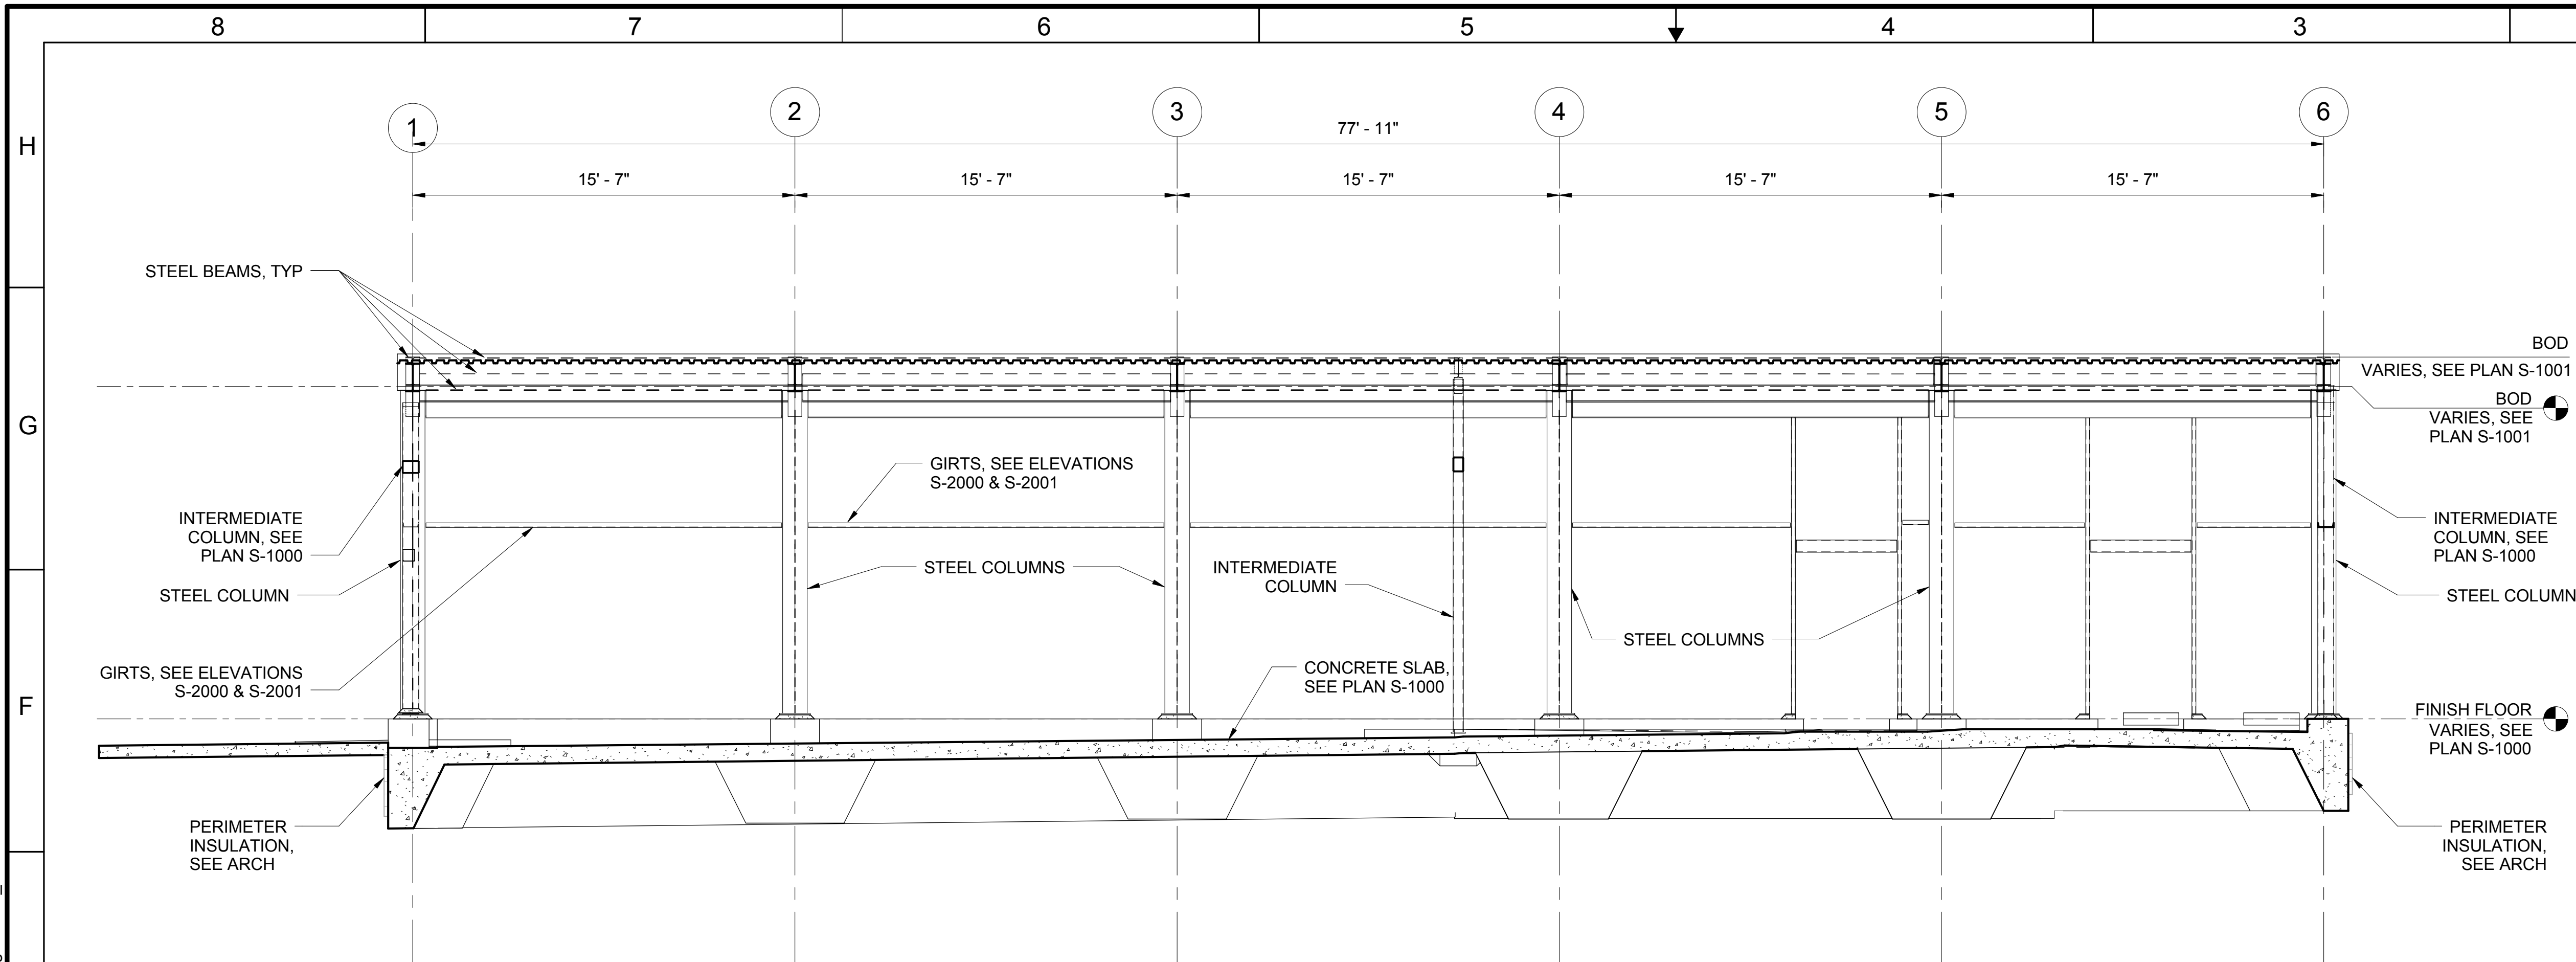 8 7 6 5 4 3
H
G
F
1 2 3 4 5 6
77' - 11"
15' - 7" 15' - 7" 15' - 7" 15' - 7" 15' - 7"
STEEL BEAMS, TYP
BOD
VARIES, SEE PLAN S-1001
BOD
VARIES, SEE
PLAN S-1001
GIRTS, SEE ELEVATIONS
S-2000 & S-2001
INTERMEDIATE
COLUMN, SEE
PLAN S-1000
INTERMEDIATE
COLUMN, SEE
PLAN S-1000
STEEL COLUMNS
INTERMEDIATE
COLUMN
STEEL COLUMN
STEEL COLUMN
STEEL COLUMNS
GIRTS, SEE ELEVATIONS
S-2000 & S-2001
CONCRETE SLAB,
SEE PLAN S-1000
FINISH FLOOR
VARIES, SEE
PLAN S-1000
PERIMETER
INSULATION,
SEE ARCH
PERIMETER
INSULATION,
SEE ARCH